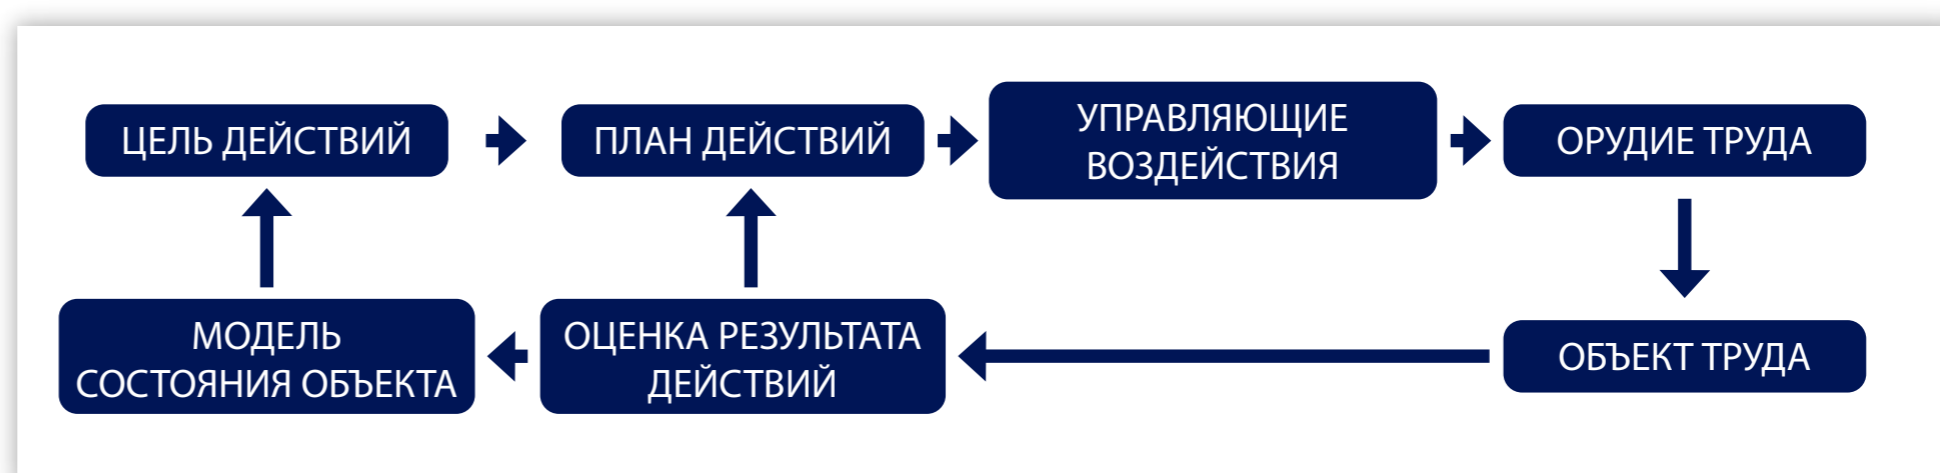 ЦЕЛЬ ДЕЙСТВИЙ
ПЛАН ДЕЙСТВИЙ
УПРАВЛЯЮЩИЕ
ВОЗДЕЙСТВИЯ
ОРУДИЕ ТРУДА
МОДЕЛЬ
СОСТОЯНИЯ ОБЪЕКТА
ОЦЕНКА РЕЗУЛЬТАТА
ДЕЙСТВИЙ
ОБЪЕКТ ТРУДА